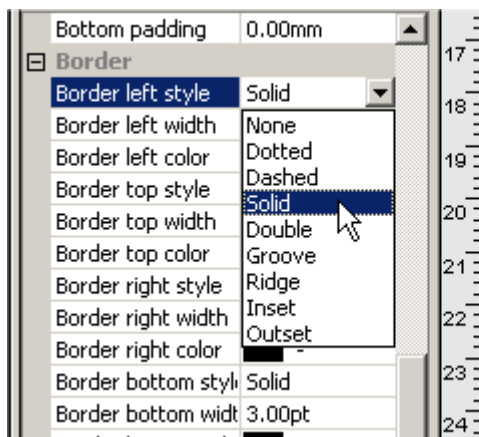 Bottom padding 0.00mm
Border
Border left style Solid
Border left width
Border left color
Border top style
Border top width
Border top color
Border right style
Border right width
Border right color -
Border bottom styl Solid
Border bottom widt 3.00pt
None
Dotted
Dashed
Solid
Double
Groove
Ridge
Inset
Outset
17
18
19
20
21
22
23
24